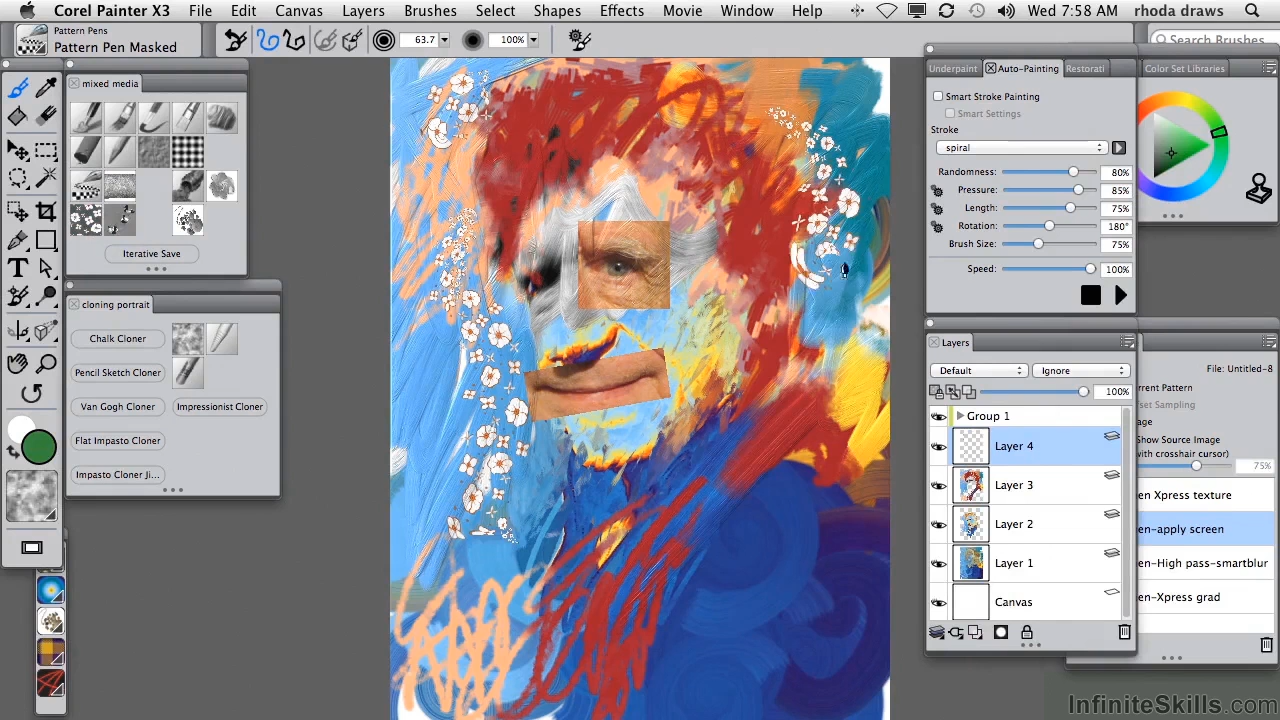 Corel Painter X3 File Edit Canvas Layers Brushes Select Shapes Effects Movie Window Help Wed 7:58 AM rhoda draws
Pattern Pens
Pattern Pen Masked
63.7
100%
Search Brushes
mixed media
Iterative Save
cloning portrait
Chalk Cloner
Pencil Sketch Cloner
Van Gogh Cloner Impressionist Cloner
Flat Impasto Cloner
Impasto Cloner Ji...
Underpaint Auto-Painting Restorati
Smart Stroke Painting
Smart Settings
Stroke
spiral
Randomness: 80%
Pressure: 85%
Length: 75%
Rotation: 180°
Brush Size: 75%
Speed: 100%
Color Set Libraries
Layers
Default Ignore
100%
Group 1
Layer 4
Layer 3
Layer 2
Layer 1
Canvas
File: Untitled-8
rrent Pattern
fset Sampling
age
Show Source Image
with crosshair cursor)
75%
en Xpress texture
en-apply screen
en-High pass-smartblur
en-Xpress grad
InfiniteSkills.com